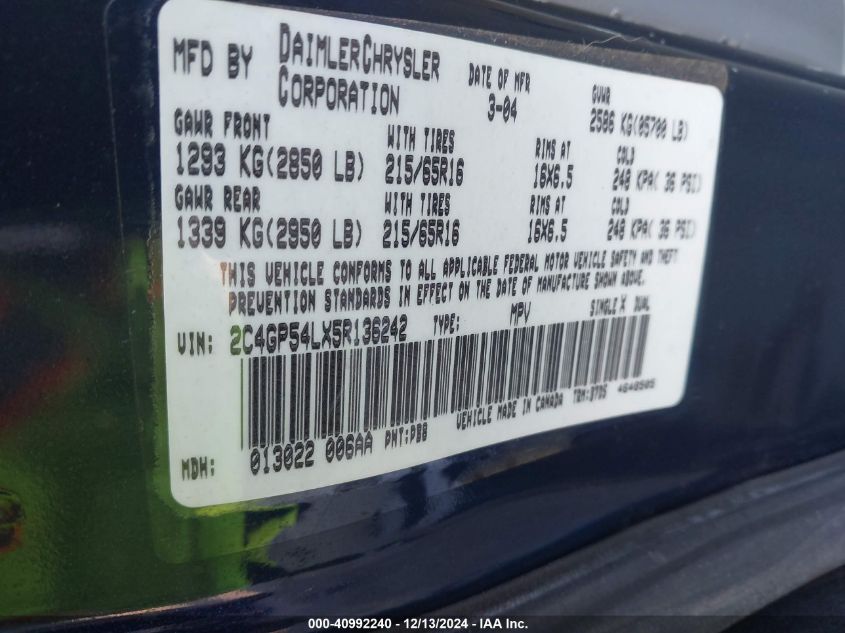 MFD BY DAIMLERCHRYSLER CORPORATION
DATE OF MFR 3-04
GVWR 2586 KG(05700 LB)
GAWR FRONT WITH TIRES RIMS AT COLD
1293 KG(2850 LB) 215/65R16 16X6.5 248 KPA( 36 PSI)
GAWR REAR WITH TIRES RIMS AT COLD
1339 KG(2950 LB) 215/65R16 16X6.5 248 KPA( 36 PSI)
THIS VEHICLE CONFORMS TO ALL APPLICABLE FEDERAL MOTOR VEHICLE SAFETY AND THEFT
PREVENTION STANDARDS IN EFFECT ON THE DATE OF MANUFACTURE SHOWN ABOVE.
VIN: 2C4GP54LX5R136242 TYPE: MPV SINGLE X DUAL
VEHICLE MADE IN CANADA 4648505
MDH: 013022 006AA PNT:PB8
000-40992240 - 12/13/2024 - IAAI Inc.